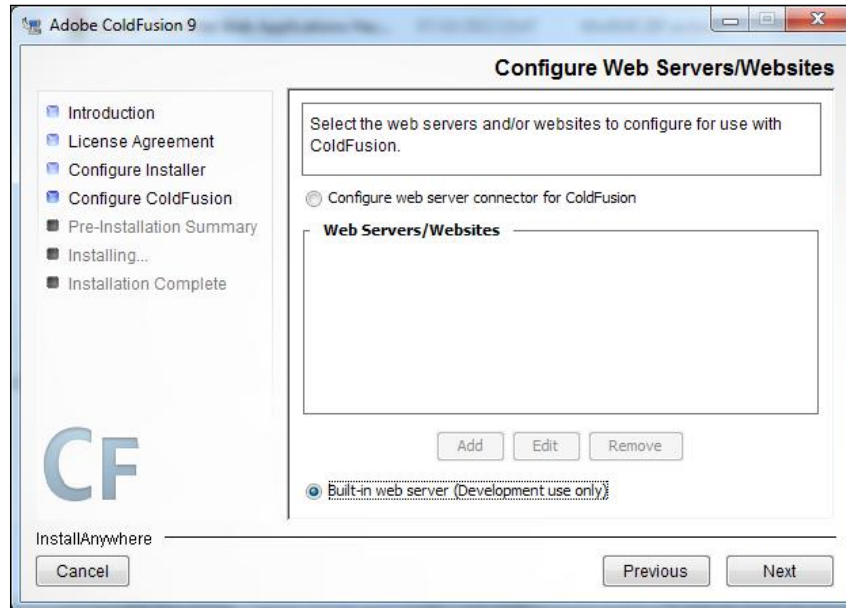 Adobe ColdFusion 9
Configure Web Servers/Websites
Introduction
License Agreement
Configure Installer
Configure ColdFusion
Pre-Installation Summary
Installing...
Installation Complete
Select the web servers and/or websites to configure for use with
ColdFusion.
Configure web server connector for ColdFusion
Web Servers/Websites
Add
Edit
Remove
Built-in web server (Development use only)
CF
InstallAnywhere
Cancel
Previous
Next